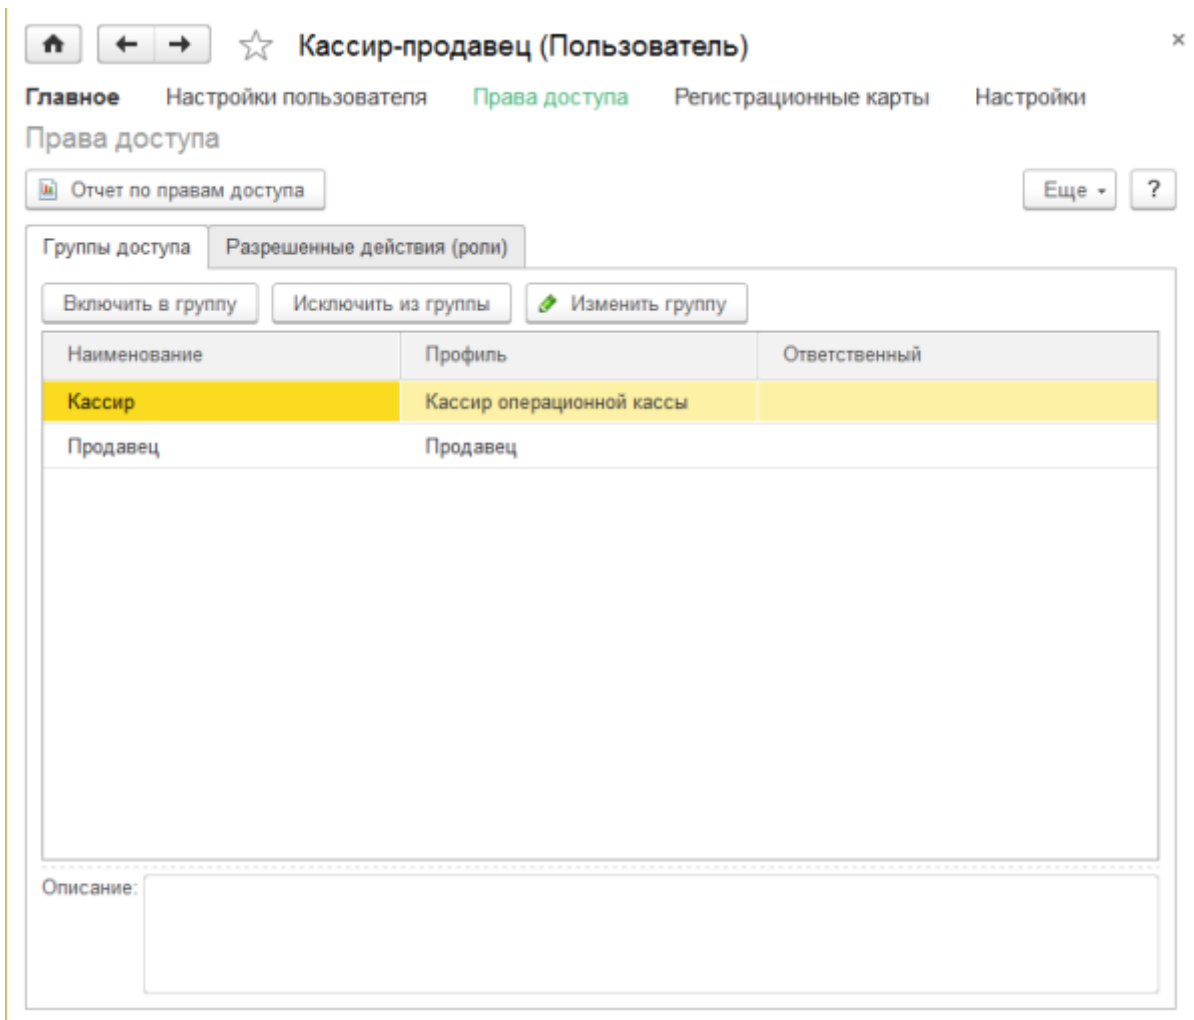 Кассир-продавец (Пользователь)
Главное Настройки пользователя Права доступа Регистрационные карты Настройки
Права доступа
Отчет по правам доступа Еще ?
Группы доступа Разрешенные действия (роли)
Включить в группу Исключить из группы Изменить группу
Наименование Профиль Ответственный
Кассир Кассир операционной кассы
Продавец Продавец
Описание: